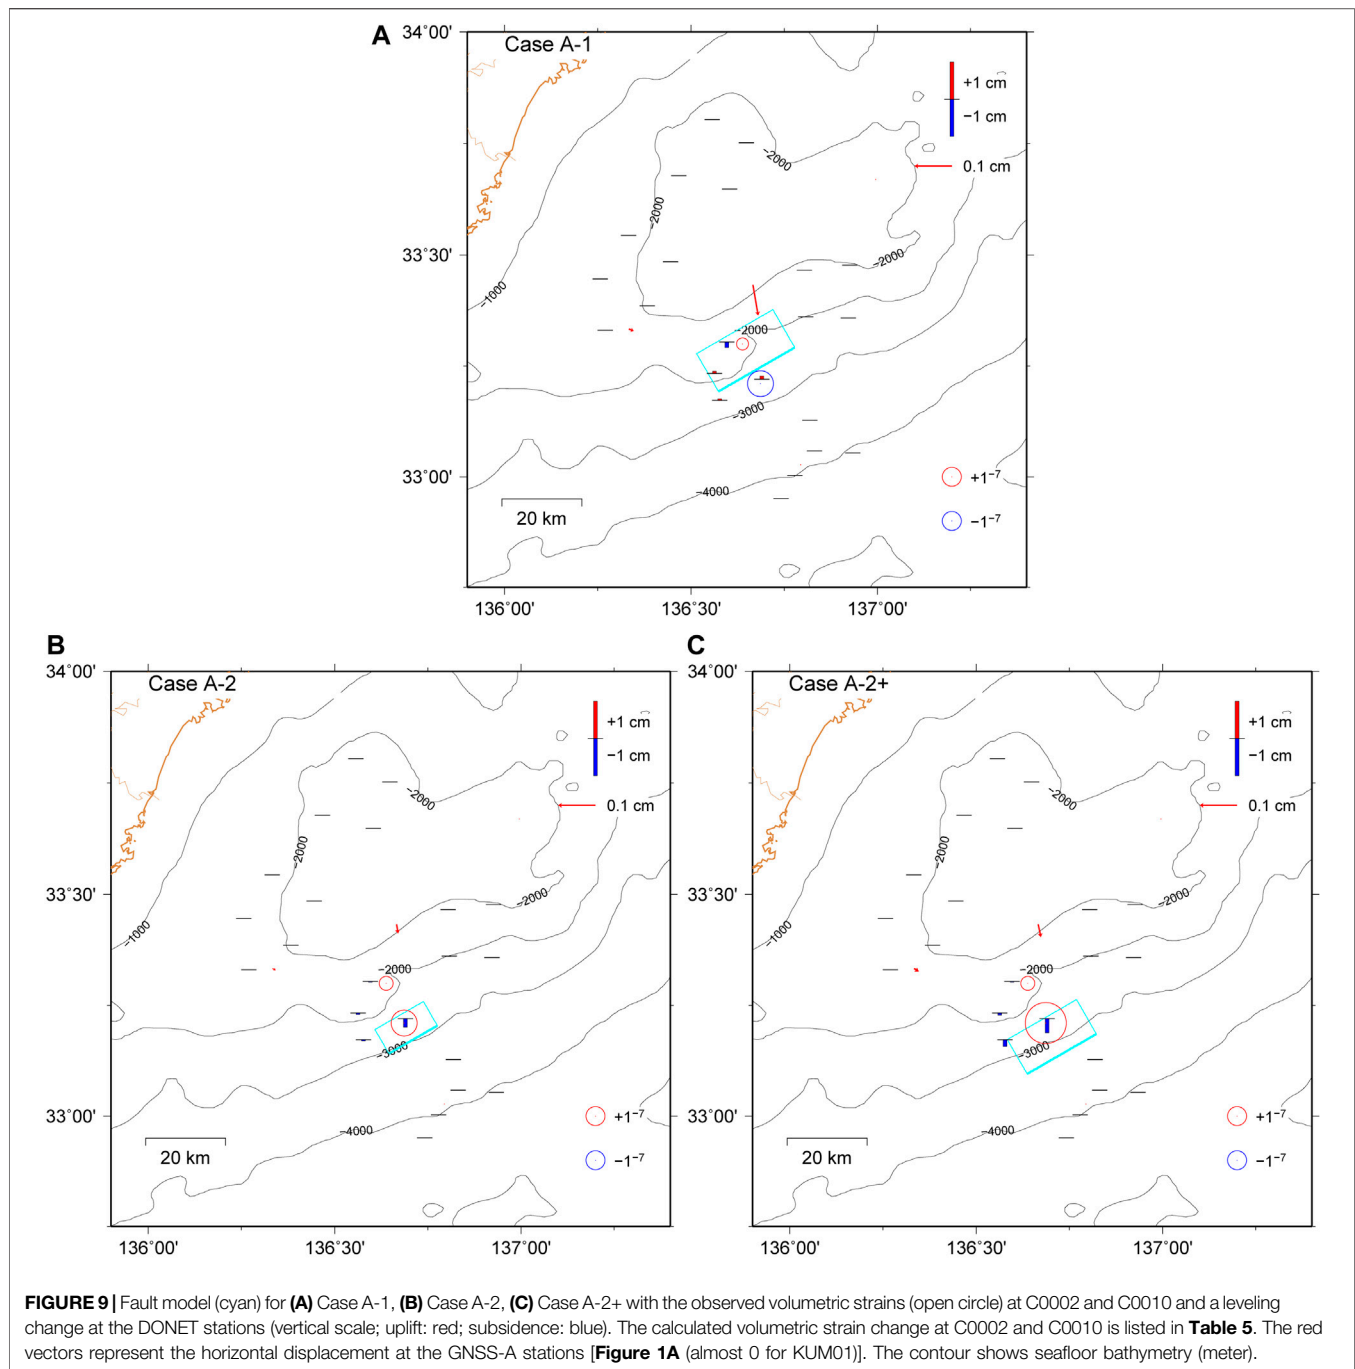 A
Case A-1
34°00'
33°30'
33°00'
136°00'
136°30'
137°00'
+1 cm
−1 cm
0.1 cm
−2000
−2000
−2000
−1000
−2000
−3000
−4000
+1⁻⁷
−1⁻⁷
20 km
B
Case A-2
34°00'
33°30'
33°00'
136°00'
136°30'
137°00'
+1 cm
−1 cm
0.1 cm
−2000
−2000
−2000
−1000
−2000
−3000
−4000
+1⁻⁷
−1⁻⁷
20 km
C
Case A-2+
34°00'
33°30'
33°00'
136°00'
136°30'
137°00'
+1 cm
−1 cm
0.1 cm
−2000
−2000
−2000
−1000
−2000
−3000
−4000
+1⁻⁷
−1⁻⁷
20 km
FIGURE 9 | Fault model (cyan) for (A) Case A-1, (B) Case A-2, (C) Case A-2+ with the observed volumetric strains (open circle) at C0002 and C0010 and a leveling
change at the DONET stations (vertical scale; uplift: red; subsidence: blue). The calculated volumetric strain change at C0002 and C0010 is listed in Table 5. The red
vectors represent the horizontal displacement at the GNSS-A stations [Figure 1A (almost 0 for KUM01)]. The contour shows seafloor bathymetry (meter).